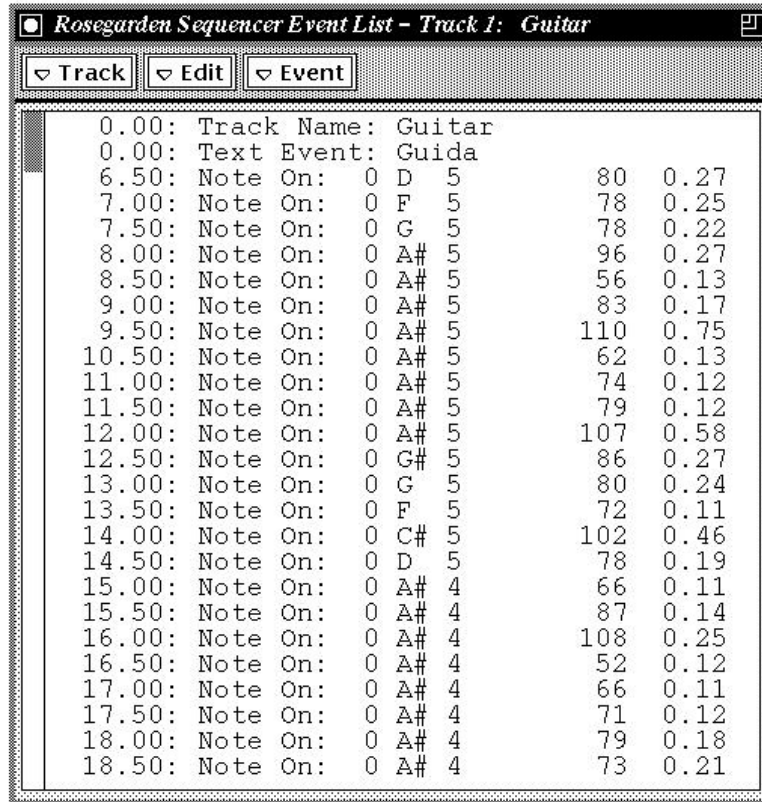 Rosegarden Sequencer Event List – Track 1: Guitar
Track Edit Event
0.00: Track Name: Guitar
0.00: Text Event: Guida
6.50: Note On: 0 D 5 80 0.27
7.00: Note On: 0 F 5 78 0.25
7.50: Note On: 0 G 5 78 0.22
8.00: Note On: 0 A# 5 96 0.27
8.50: Note On: 0 A# 5 56 0.13
9.00: Note On: 0 A# 5 83 0.17
9.50: Note On: 0 A# 5 110 0.75
10.50: Note On: 0 A# 5 62 0.13
11.00: Note On: 0 A# 5 74 0.12
11.50: Note On: 0 A# 5 79 0.12
12.00: Note On: 0 A# 5 107 0.58
12.50: Note On: 0 G# 5 86 0.27
13.00: Note On: 0 G 5 80 0.24
13.50: Note On: 0 F 5 72 0.11
14.00: Note On: 0 C# 5 102 0.46
14.50: Note On: 0 D 5 78 0.19
15.00: Note On: 0 A# 4 66 0.11
15.50: Note On: 0 A# 4 87 0.14
16.00: Note On: 0 A# 4 108 0.25
16.50: Note On: 0 A# 4 52 0.12
17.00: Note On: 0 A# 4 66 0.11
17.50: Note On: 0 A# 4 71 0.12
18.00: Note On: 0 A# 4 79 0.18
18.50: Note On: 0 A# 4 73 0.21